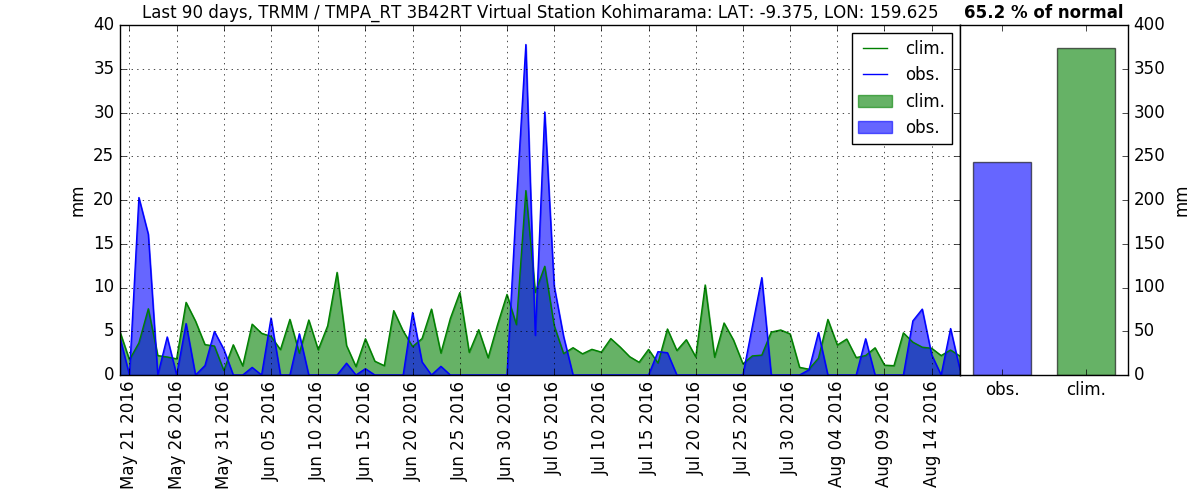 Last 90 days, TRMM / TMPA_RT 3B42RT Virtual Station Kohimarama: LAT: -9.375, LON: 159.625
65.2 % of normal
40
35
30
25
20
15
10
5
0
mm
clim.
obs.
clim.
obs.
400
350
300
250
200
150
100
50
0
mm
obs.
clim.
May 21 2016
May 26 2016
May 31 2016
Jun 05 2016
Jun 10 2016
Jun 15 2016
Jun 20 2016
Jun 25 2016
Jun 30 2016
Jul 05 2016
Jul 10 2016
Jul 15 2016
Jul 20 2016
Jul 25 2016
Jul 30 2016
Aug 04 2016
Aug 09 2016
Aug 14 2016